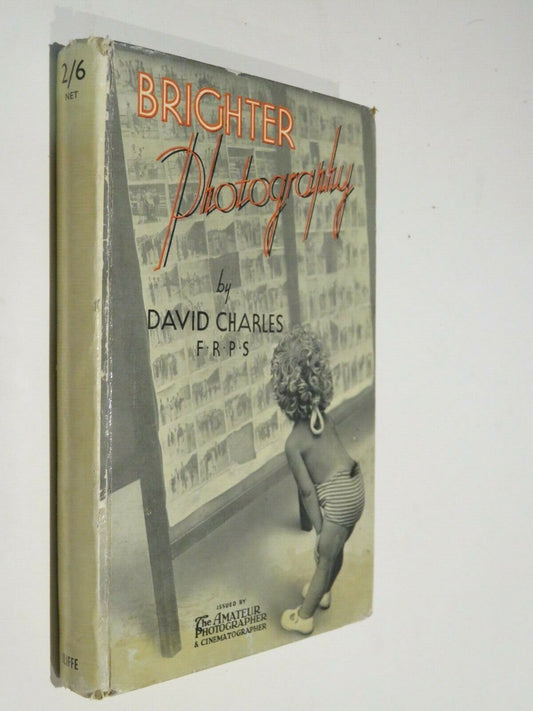 2/6
NET
ILIFFE
BRIGHTER
Photography
by
DAVID CHARLES
F·R·P·S
ISSUED BY
The AMATEUR
PHOTOGRAPHER
& CINEMATOGRAPHER